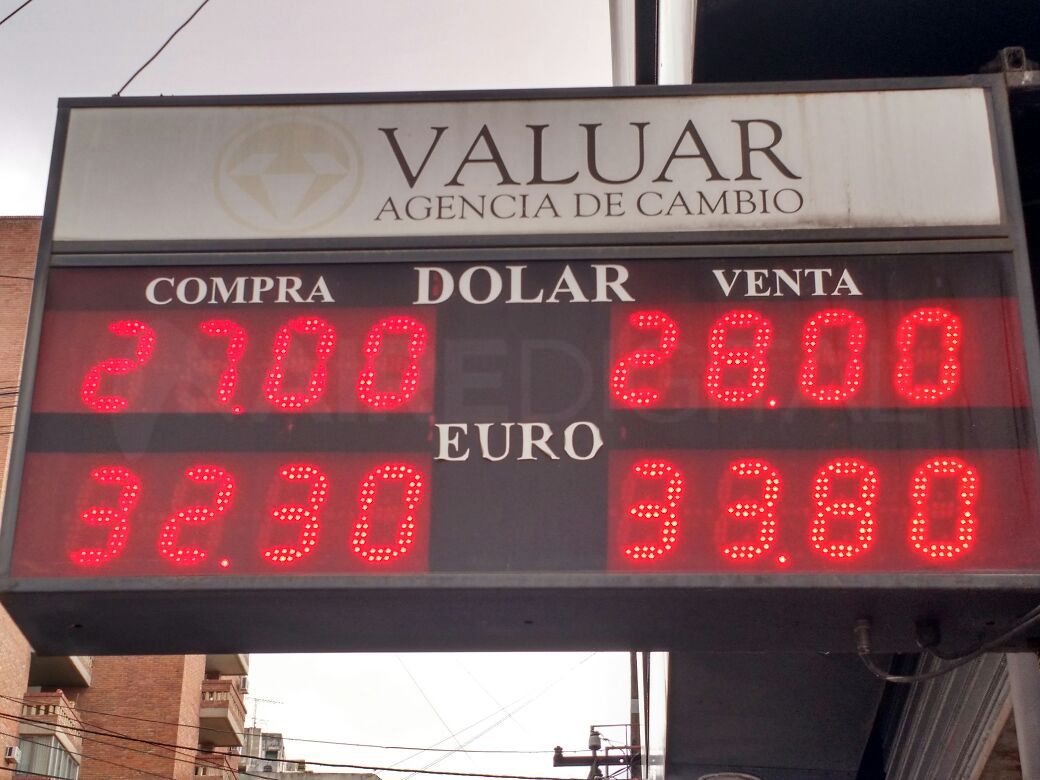 VALUAR
AGENCIA DE CAMBIO
COMPRA DOLAR VENTA
27.00 28.00
EURO
32.30 33.80